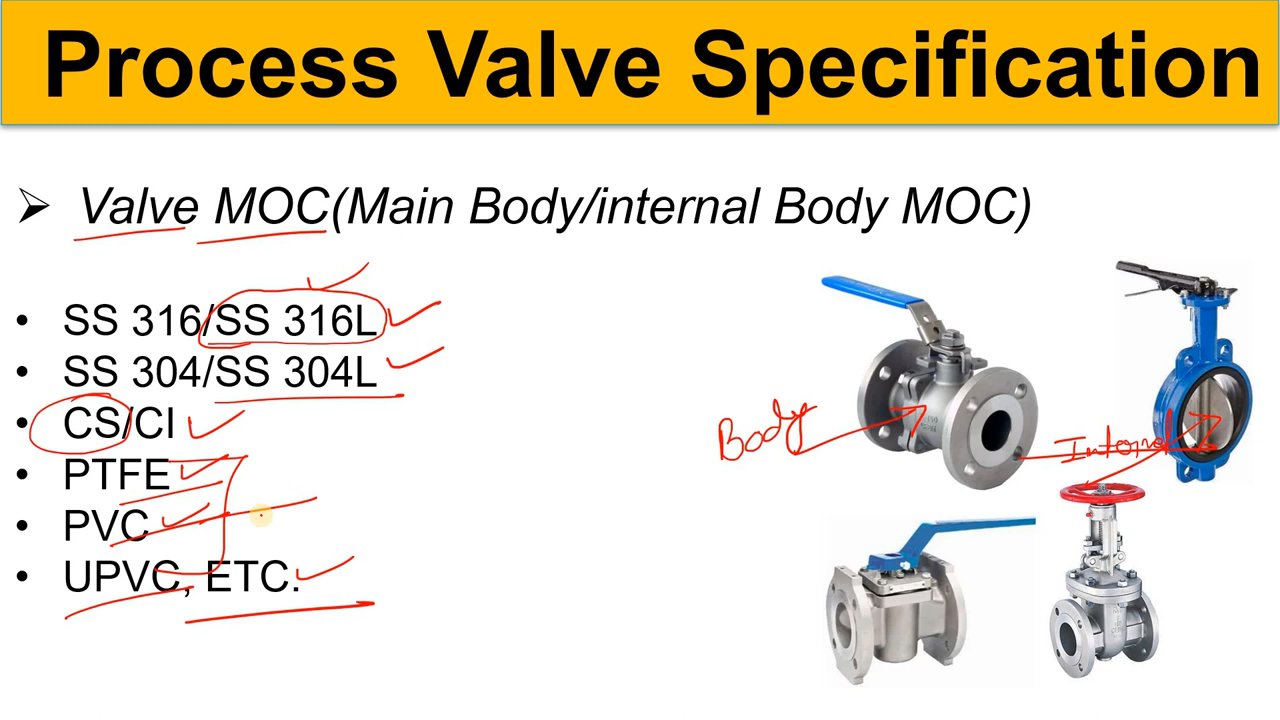 Process Valve Specification
Valve MOC(Main Body/internal Body MOC)
SS 316/SS 316L
SS 304/SS 304L
CS/CI
PTFE
PVC
UPVC, ETC.
Body
Internal